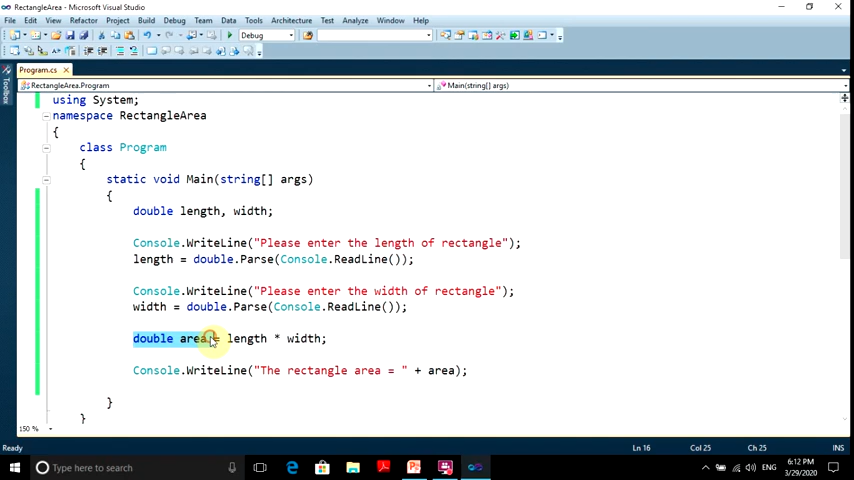 RectangleArea - Microsoft Visual Studio
File Edit View Refactor Project Build Debug Team Data Tools Architecture Test Analyze Window Help
Debug
Program.cs
Toolbox
RectangleArea.Program Main(string[] args)
using System;
namespace RectangleArea
{
class Program
{
static void Main(string[] args)
{
double length, width;
Console.WriteLine("Please enter the length of rectangle");
length = double.Parse(Console.ReadLine());
Console.WriteLine("Please enter the width of rectangle");
width = double.Parse(Console.ReadLine());
double area = length * width;
Console.WriteLine("The rectangle area = " + area);
}
}
150 %
Ready Ln 16 Col 25 Ch 25 INS
Type here to search ENG 6:12 PM
3/29/2020